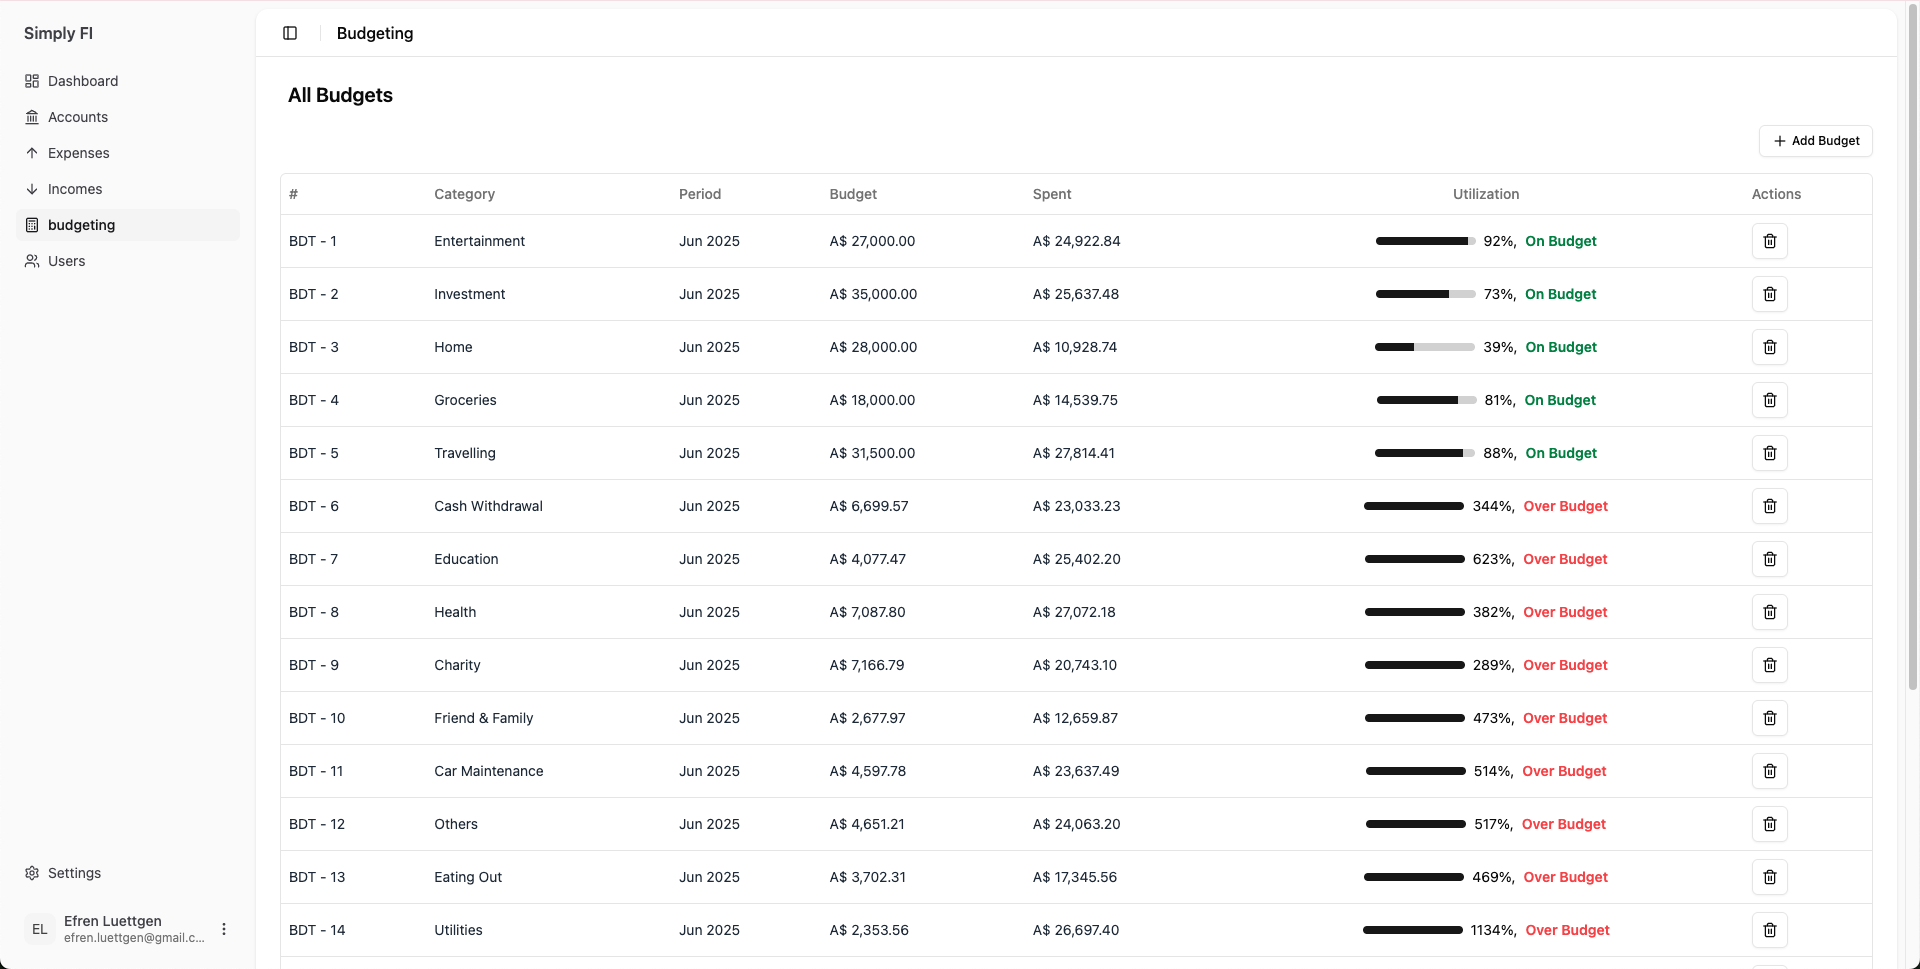 Simply FI
Dashboard
Accounts
Expenses
Incomes
budgeting
Users
Settings
EL
Efren Luettgen
efren.luettgen@gmail.c...
Budgeting
All Budgets
Add Budget
# Category Period Budget Spent Utilization Actions
BDT - 1 Entertainment Jun 2025 A$ 27,000.00 A$ 24,922.84 92%, On Budget
BDT - 2 Investment Jun 2025 A$ 35,000.00 A$ 25,637.48 73%, On Budget
BDT - 3 Home Jun 2025 A$ 28,000.00 A$ 10,928.74 39%, On Budget
BDT - 4 Groceries Jun 2025 A$ 18,000.00 A$ 14,539.75 81%, On Budget
BDT - 5 Travelling Jun 2025 A$ 31,500.00 A$ 27,814.41 88%, On Budget
BDT - 6 Cash Withdrawal Jun 2025 A$ 6,699.57 A$ 23,033.23 344%, Over Budget
BDT - 7 Education Jun 2025 A$ 4,077.47 A$ 25,402.20 623%, Over Budget
BDT - 8 Health Jun 2025 A$ 7,087.80 A$ 27,072.18 382%, Over Budget
BDT - 9 Charity Jun 2025 A$ 7,166.79 A$ 20,743.10 289%, Over Budget
BDT - 10 Friend & Family Jun 2025 A$ 2,677.97 A$ 12,659.87 473%, Over Budget
BDT - 11 Car Maintenance Jun 2025 A$ 4,597.78 A$ 23,637.49 514%, Over Budget
BDT - 12 Others Jun 2025 A$ 4,651.21 A$ 24,063.20 517%, Over Budget
BDT - 13 Eating Out Jun 2025 A$ 3,702.31 A$ 17,345.56 469%, Over Budget
BDT - 14 Utilities Jun 2025 A$ 2,353.56 A$ 26,697.40 1134%, Over Budget